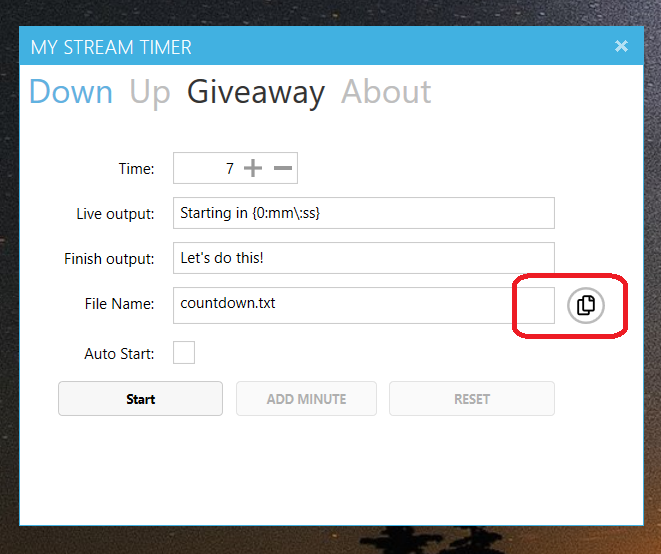 MY STREAM TIMER
Down Up Giveaway About
Time: 7
Live output: Starting in {0:mm\:ss}
Finish output: Let's do this!
File Name: countdown.txt
Auto Start:
Start ADD MINUTE RESET